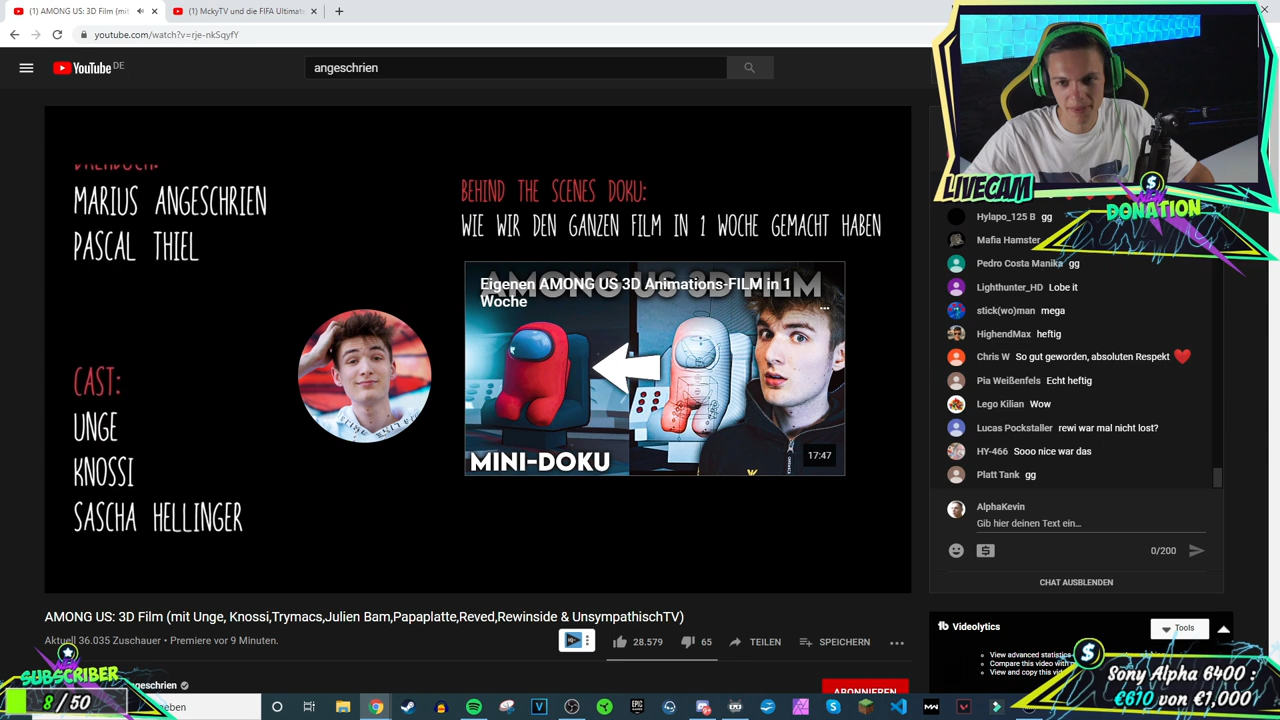 (1) AMONG US: 3D Film (mit
(1) MckyTV und die FIFA Ultimat
youtube.com/watch?v=rje-nkSqyfY
YouTube DE
angeschrien
DREHBUCH:
MARIUS ANGESCHRIEN
PASCAL THIEL
CAST:
UNGE
KNOSSI
SASCHA HELLINGER
BEHIND THE SCENES DOKU:
WIE WIR DEN GANZEN FILM IN 1 WOCHE GEMACHT HABEN
AMONG US 3D FILM
Eigenen AMONG US 3D Animations-FILM in 1
Woche
MINI-DOKU
17:47
LIVECAM
NEW
DONATION
Hylapo_125 B gg
Mafia Hamster
Pedro Costa Manika gg
Lighthunter_HD Lobe it
stick(wo)man mega
HighendMax heftig
Chris W So gut geworden, absoluten Respekt
Pia Weißenfels Echt heftig
Lego Kilian Wow
Lucas Pockstaller rewi war mal nicht lost?
HY-466 Sooo nice war das
Platt Tank gg
AlphaKevin
Gib hier deinen Text ein...
0/200
CHAT AUSBLENDEN
AMONG US: 3D Film (mit Unge, Knossi,Trymacs,Julien Bam,Papaplatte,Reved,Rewinside & UnsympathischTV)
Aktuell 36.035 Zuschauer • Premiere vor 9 Minuten.
28.579
65
TEILEN
SPEICHERN
Videolytics
Tools
View advanced statistics
Compare this video with
View and copy this vid
ABONNIEREN
NEW
SUBSCRIBER
8 / 50
Sony Alpha 6400 :
€610 von €1,000